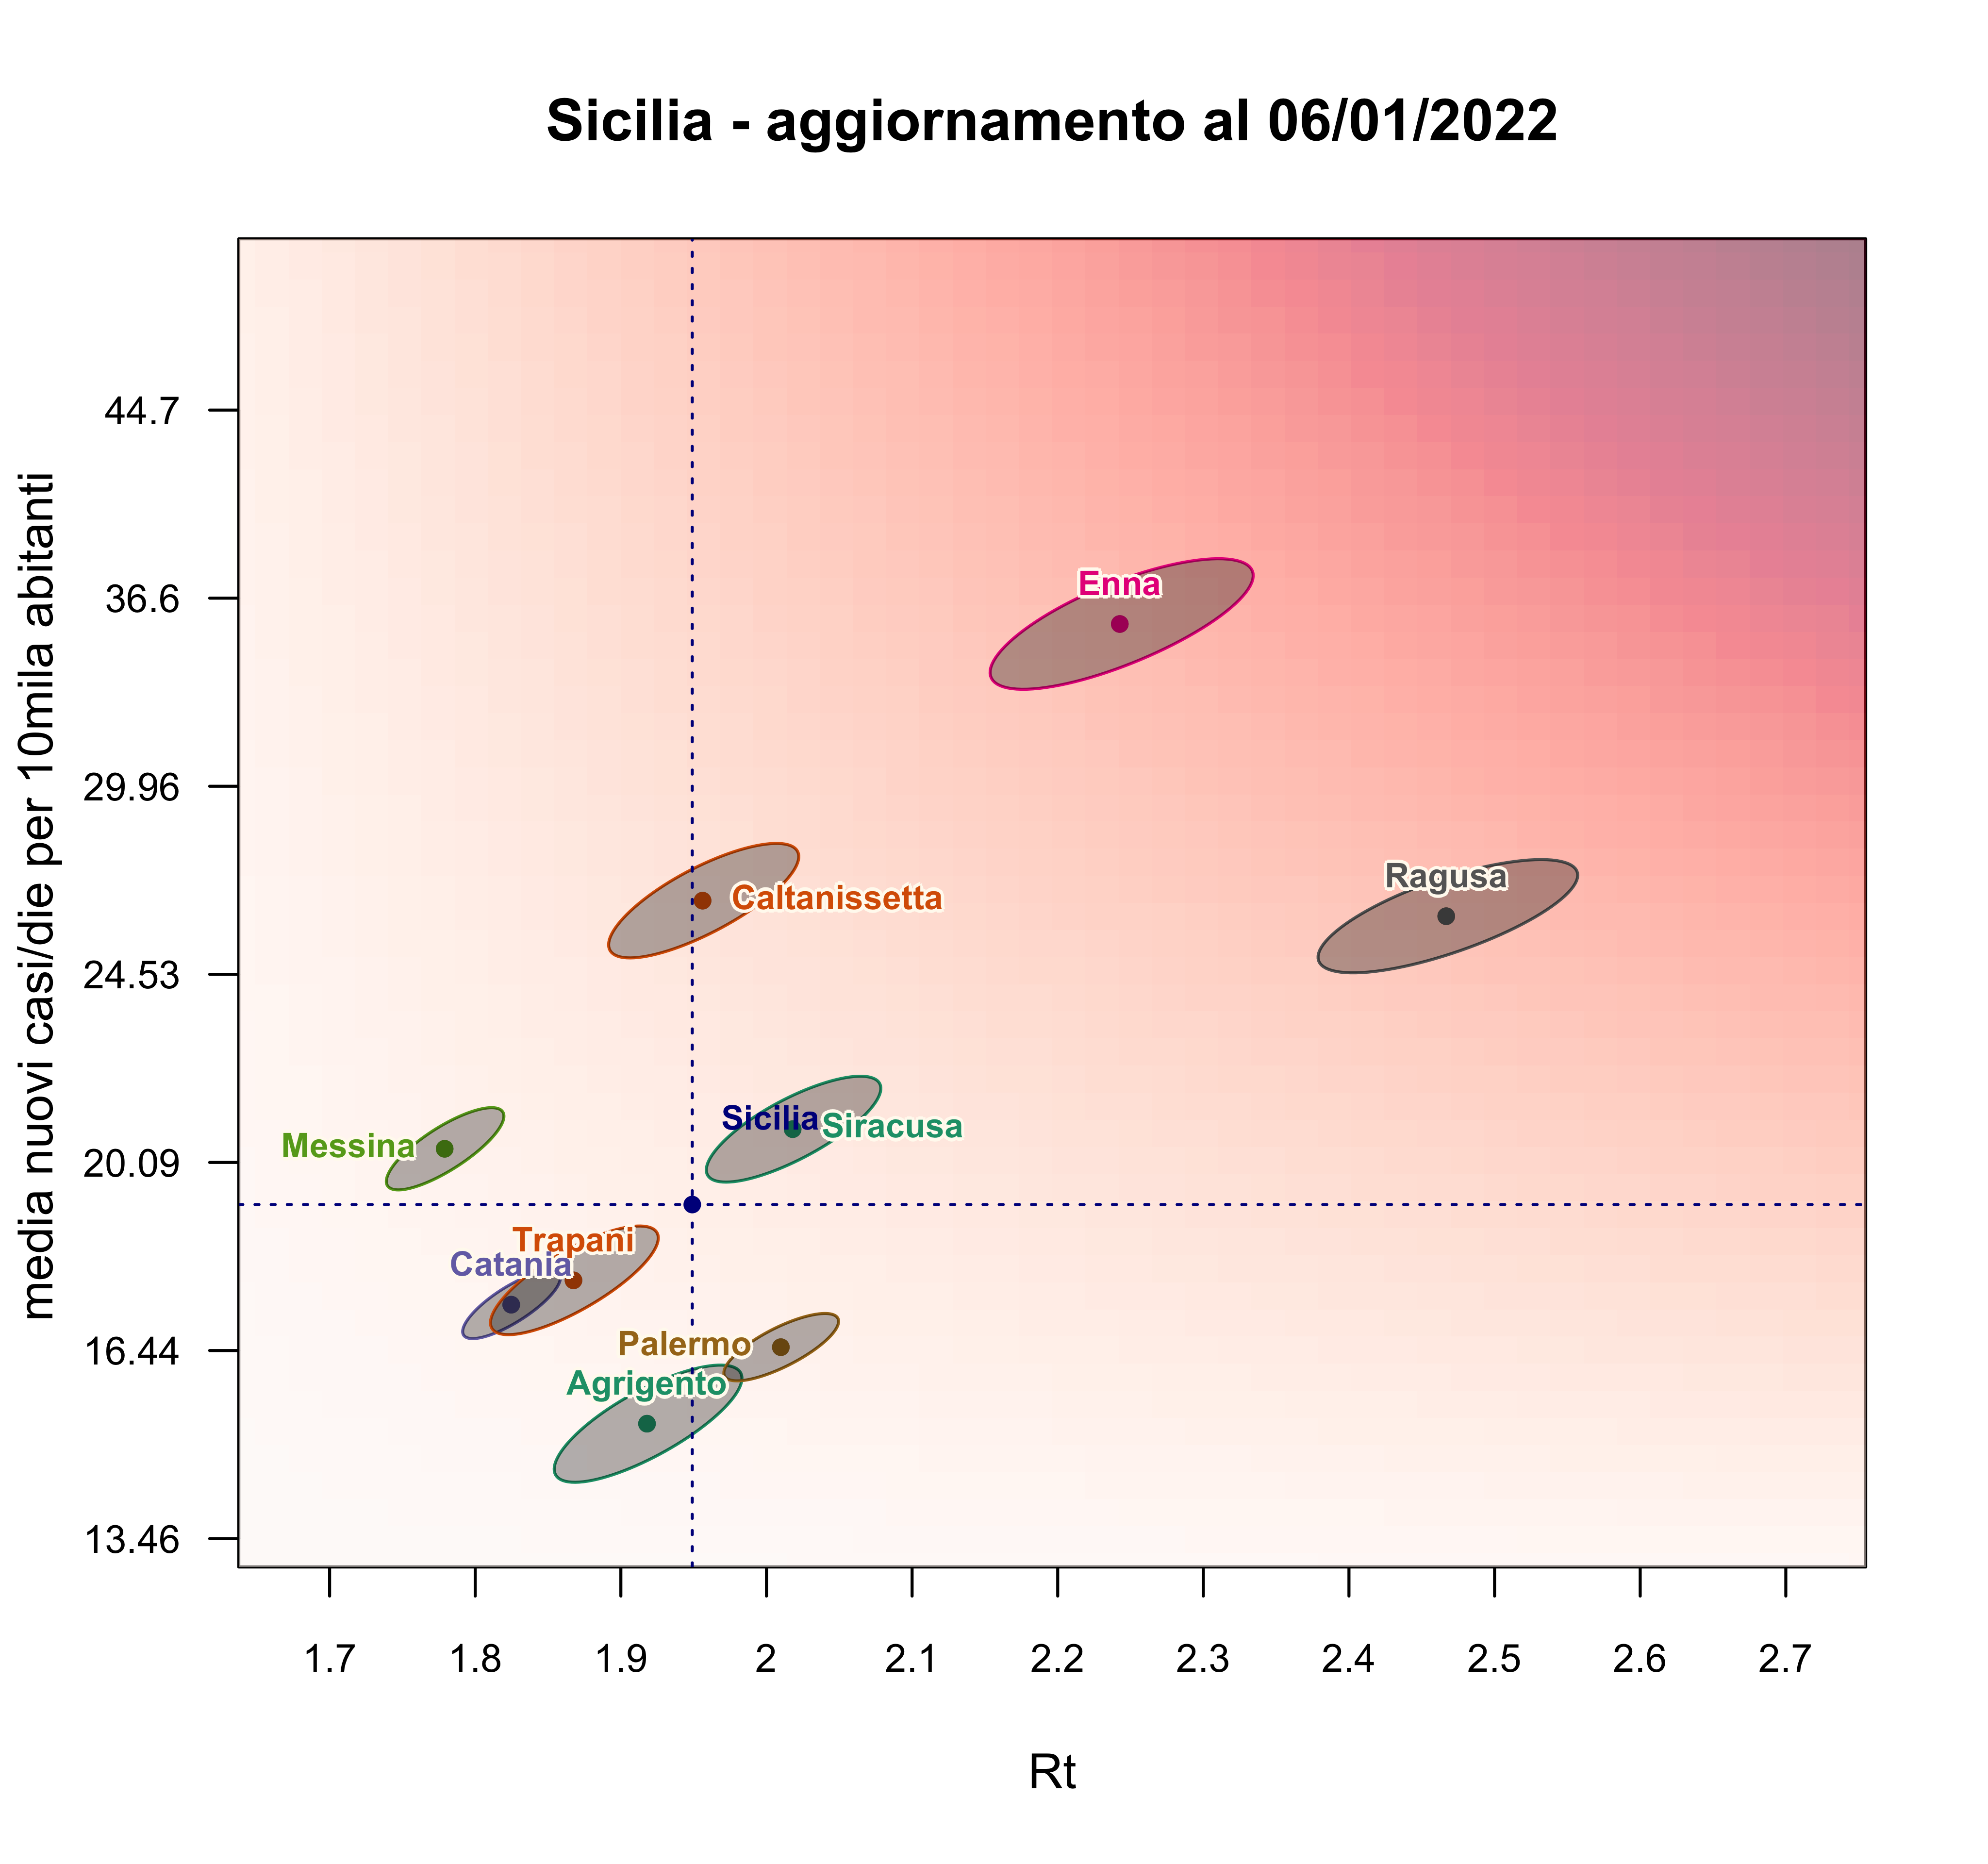 Sicilia - aggiornamento al 06/01/2022
media nuovi casi/die per 10mila abitanti
44.7
36.6
29.96
24.53
20.09
16.44
13.46
Enna
Ragusa
Caltanissetta
Sicilia
Siracusa
Messina
Trapani
Catania
Palermo
Agrigento
1.7 1.8 1.9 2 2.1 2.2 2.3 2.4 2.5 2.6 2.7
Rt